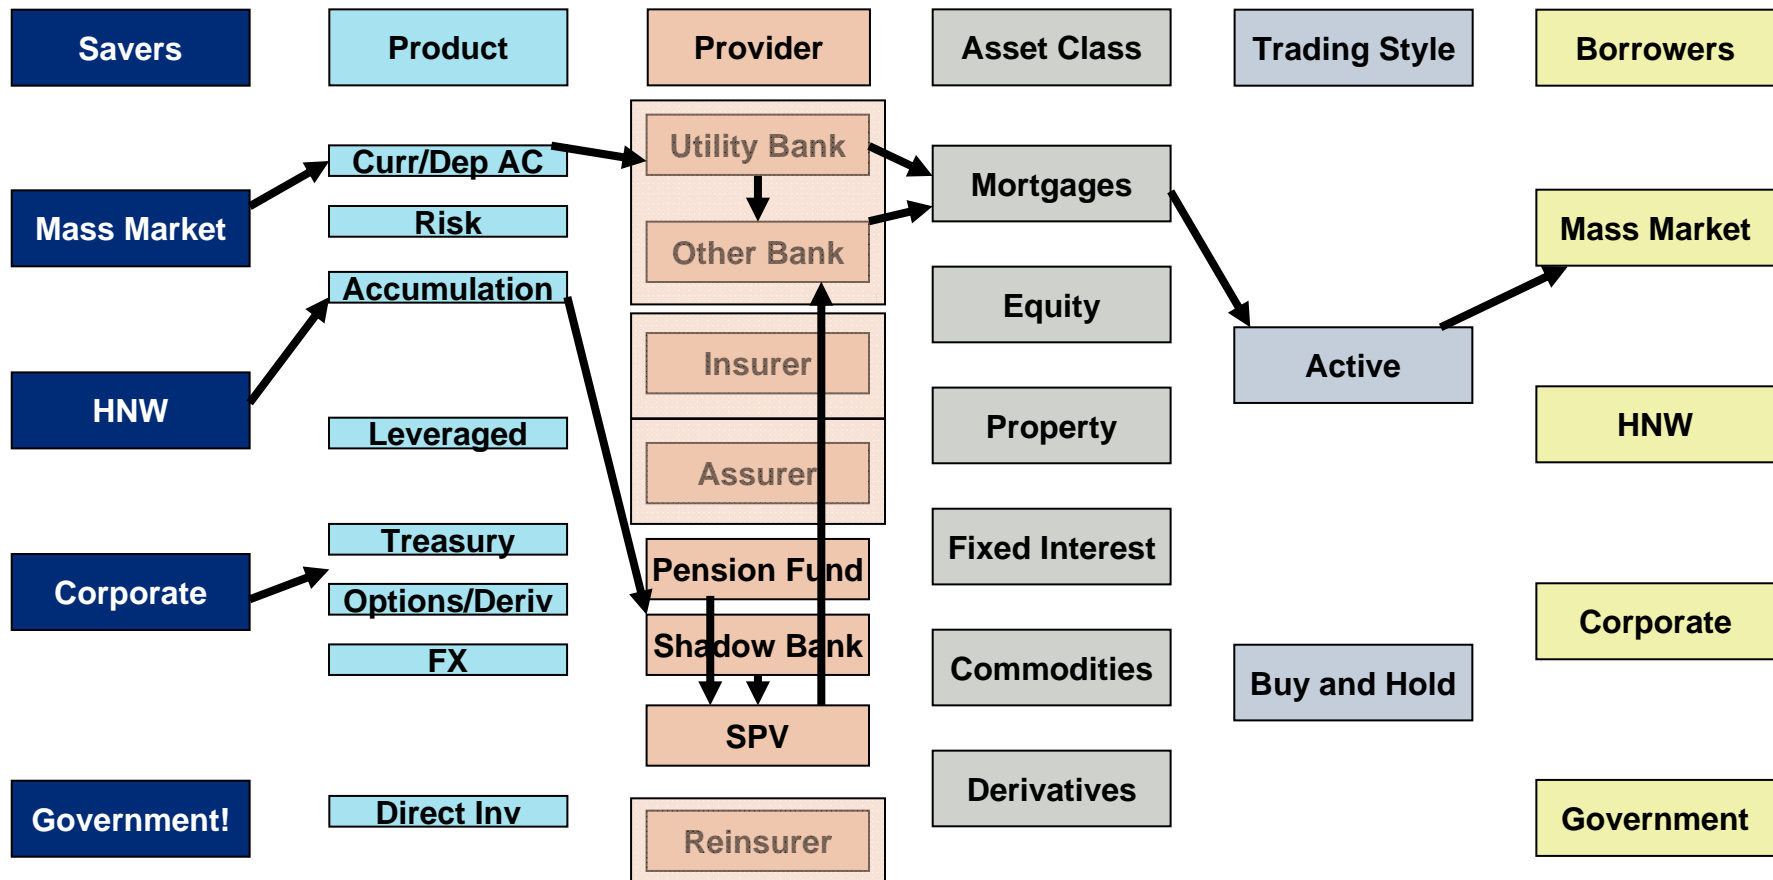 Savers
Product
Provider
Asset Class
Trading Style
Borrowers
Mass Market
HNW
Corporate
Government!
Curr/Dep AC
Risk
Accumulation
Leveraged
Treasury
Options/Deriv
FX
Direct Inv
Utility Bank
Other Bank
Insurer
Assurer
Pension Fund
Shadow Bank
SPV
Reinsurer
Mortgages
Equity
Property
Fixed Interest
Commodities
Derivatives
Active
Buy and Hold
Mass Market
HNW
Corporate
Government